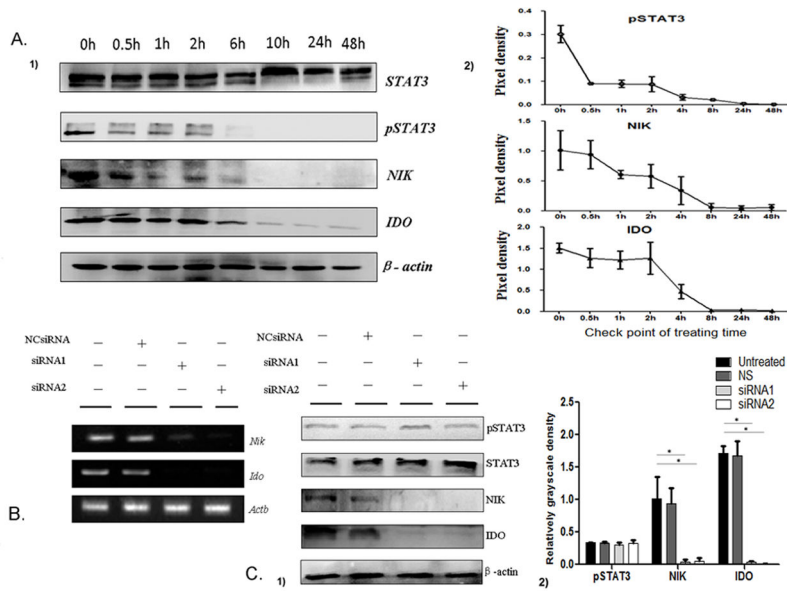 A.
1)
0h 0.5h 1h 2h 6h 10h 24h 48h
STAT3
pSTAT3
NIK
IDO
β-actin
2)
pSTAT3
Pixel density
0.4
0.3
0.2
0.1
0.0
0h 0.5h 1h 2h 4h 8h 24h 48h
NIK
Pixel density
1.5
1.0
0.5
0.0
0h 0.5h 1h 2h 4h 8h 24h 48h
IDO
Pixel density
2.0
1.5
1.0
0.5
0.0
0h 0.5h 1h 2h 4h 8h 24h 48h
Check point of treating time
B.
NCsiRNA − + − −
siRNA1 − − + −
siRNA2 − − − +
Nik
Ido
Actb
C.
1)
NCsiRNA − + − −
siRNA1 − − + −
siRNA2 − − − +
pSTAT3
STAT3
NIK
IDO
β-actin
2)
Untreated
NS
siRNA1
siRNA2
Relatively grayscale density
2.5
2.0
1.5
1.0
0.5
0.0
* *
* *
pSTAT3 NIK IDO